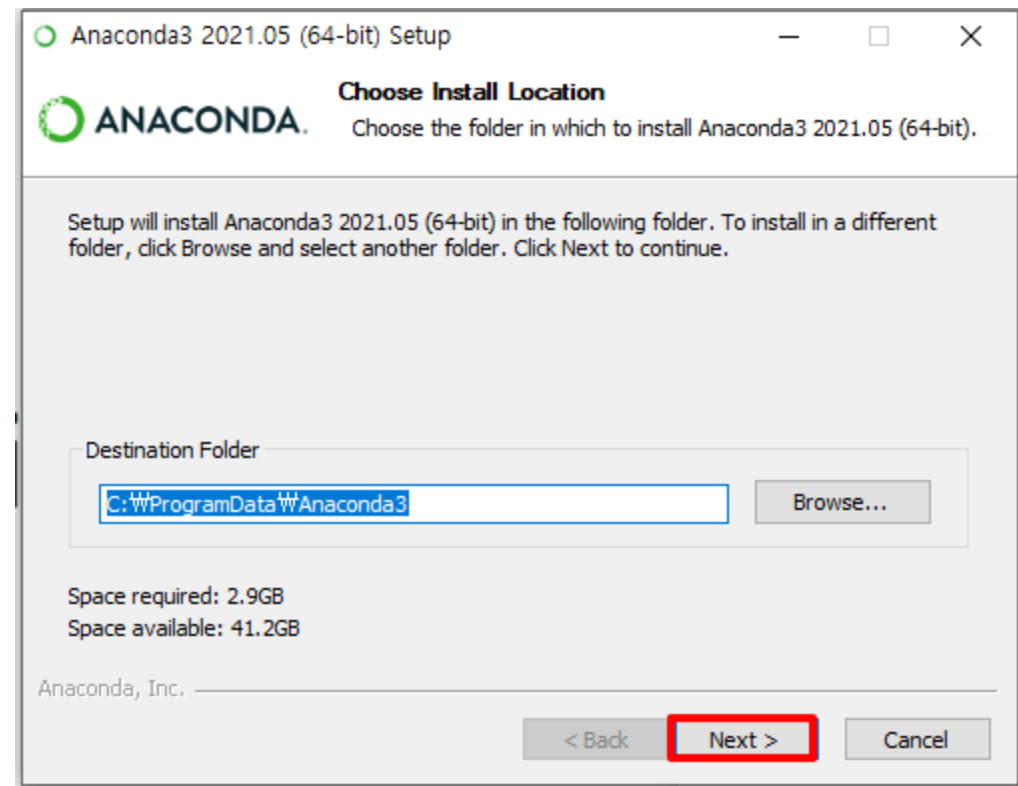 Anaconda3 2021.05 (64-bit) Setup
ANACONDA.
Choose Install Location
Choose the folder in which to install Anaconda3 2021.05 (64-bit).
Setup will install Anaconda3 2021.05 (64-bit) in the following folder. To install in a different
folder, click Browse and select another folder. Click Next to continue.
Destination Folder
C:₩ProgramData₩Anaconda3
Browse...
Space required: 2.9GB
Space available: 41.2GB
Anaconda, Inc.
< Back
Next >
Cancel